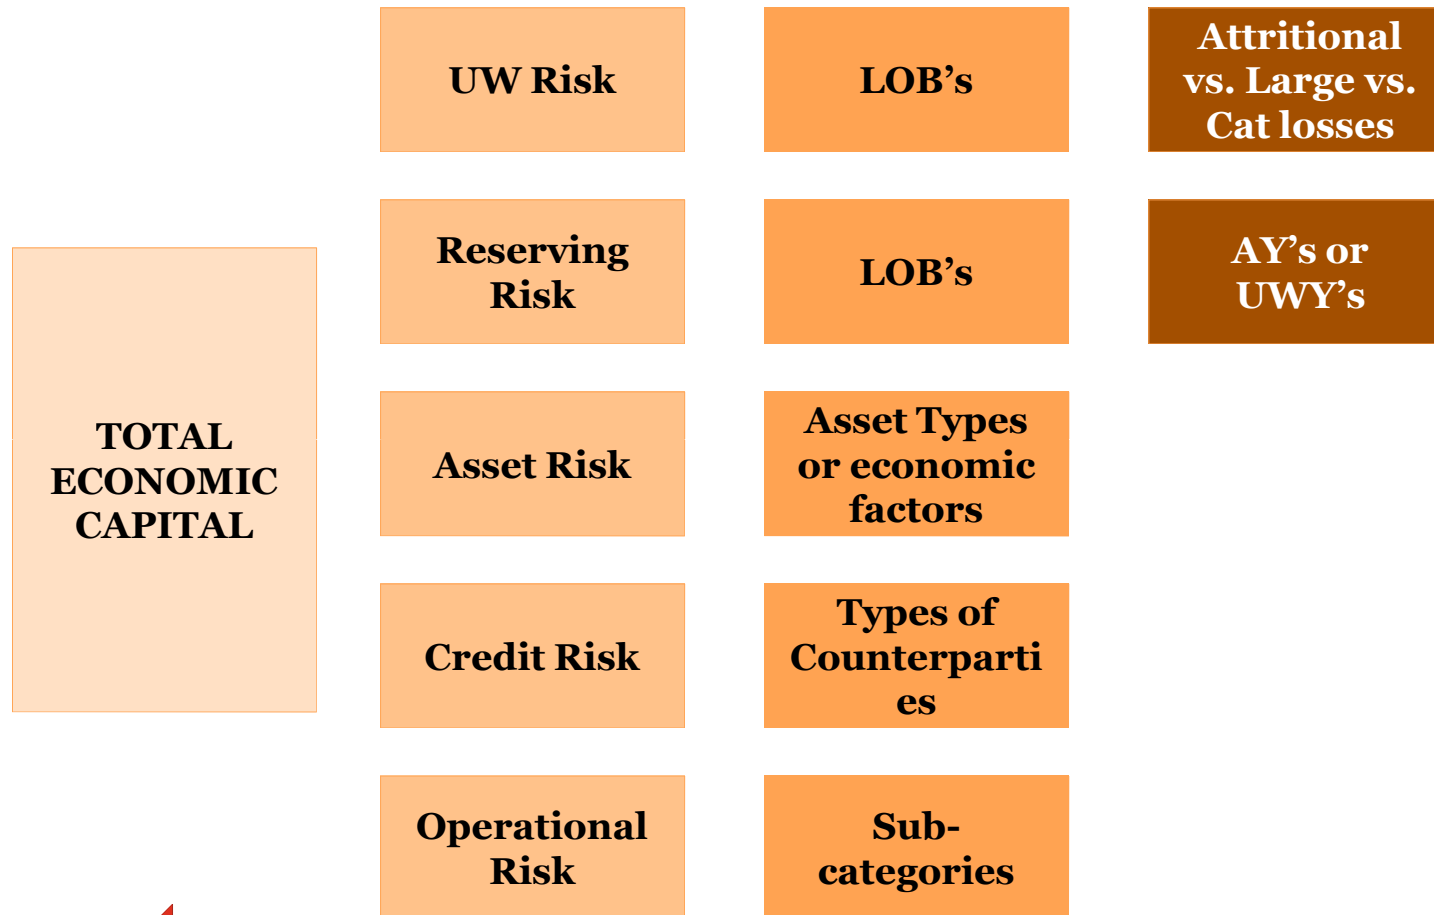 UW Risk
LOB’s
Attritional
vs. Large vs.
Cat losses
Reserving
Risk
LOB’s
AY’s or
UWY’s
TOTAL
ECONOMIC
CAPITAL
Asset Risk
Asset Types
or economic
factors
Credit Risk
Types of
Counterparti
es
Operational
Risk
Sub-
categories